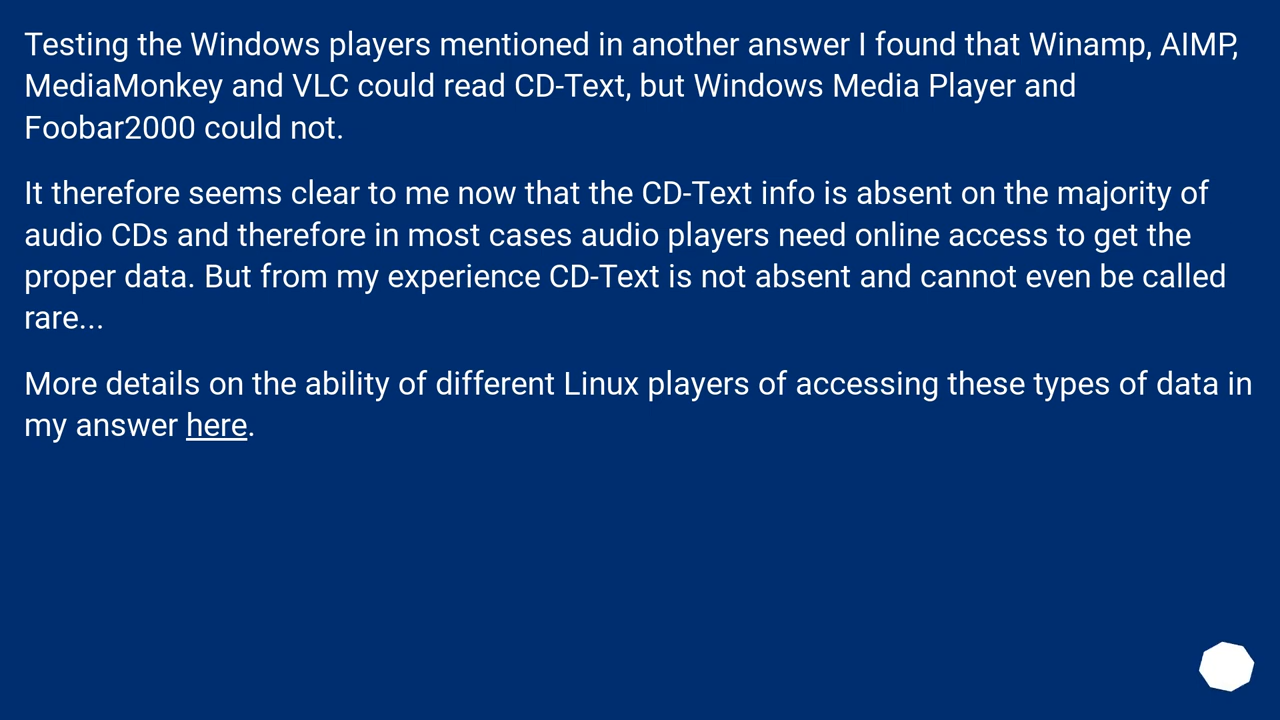 Testing the Windows players mentioned in another answer I found that Winamp, AIMP,
MediaMonkey and VLC could read CD-Text, but Windows Media Player and
Foobar2000 could not.
It therefore seems clear to me now that the CD-Text info is absent on the majority of
audio CDs and therefore in most cases audio players need online access to get the
proper data. But from my experience CD-Text is not absent and cannot even be called
rare...
More details on the ability of different Linux players of accessing these types of data in
my answer here.